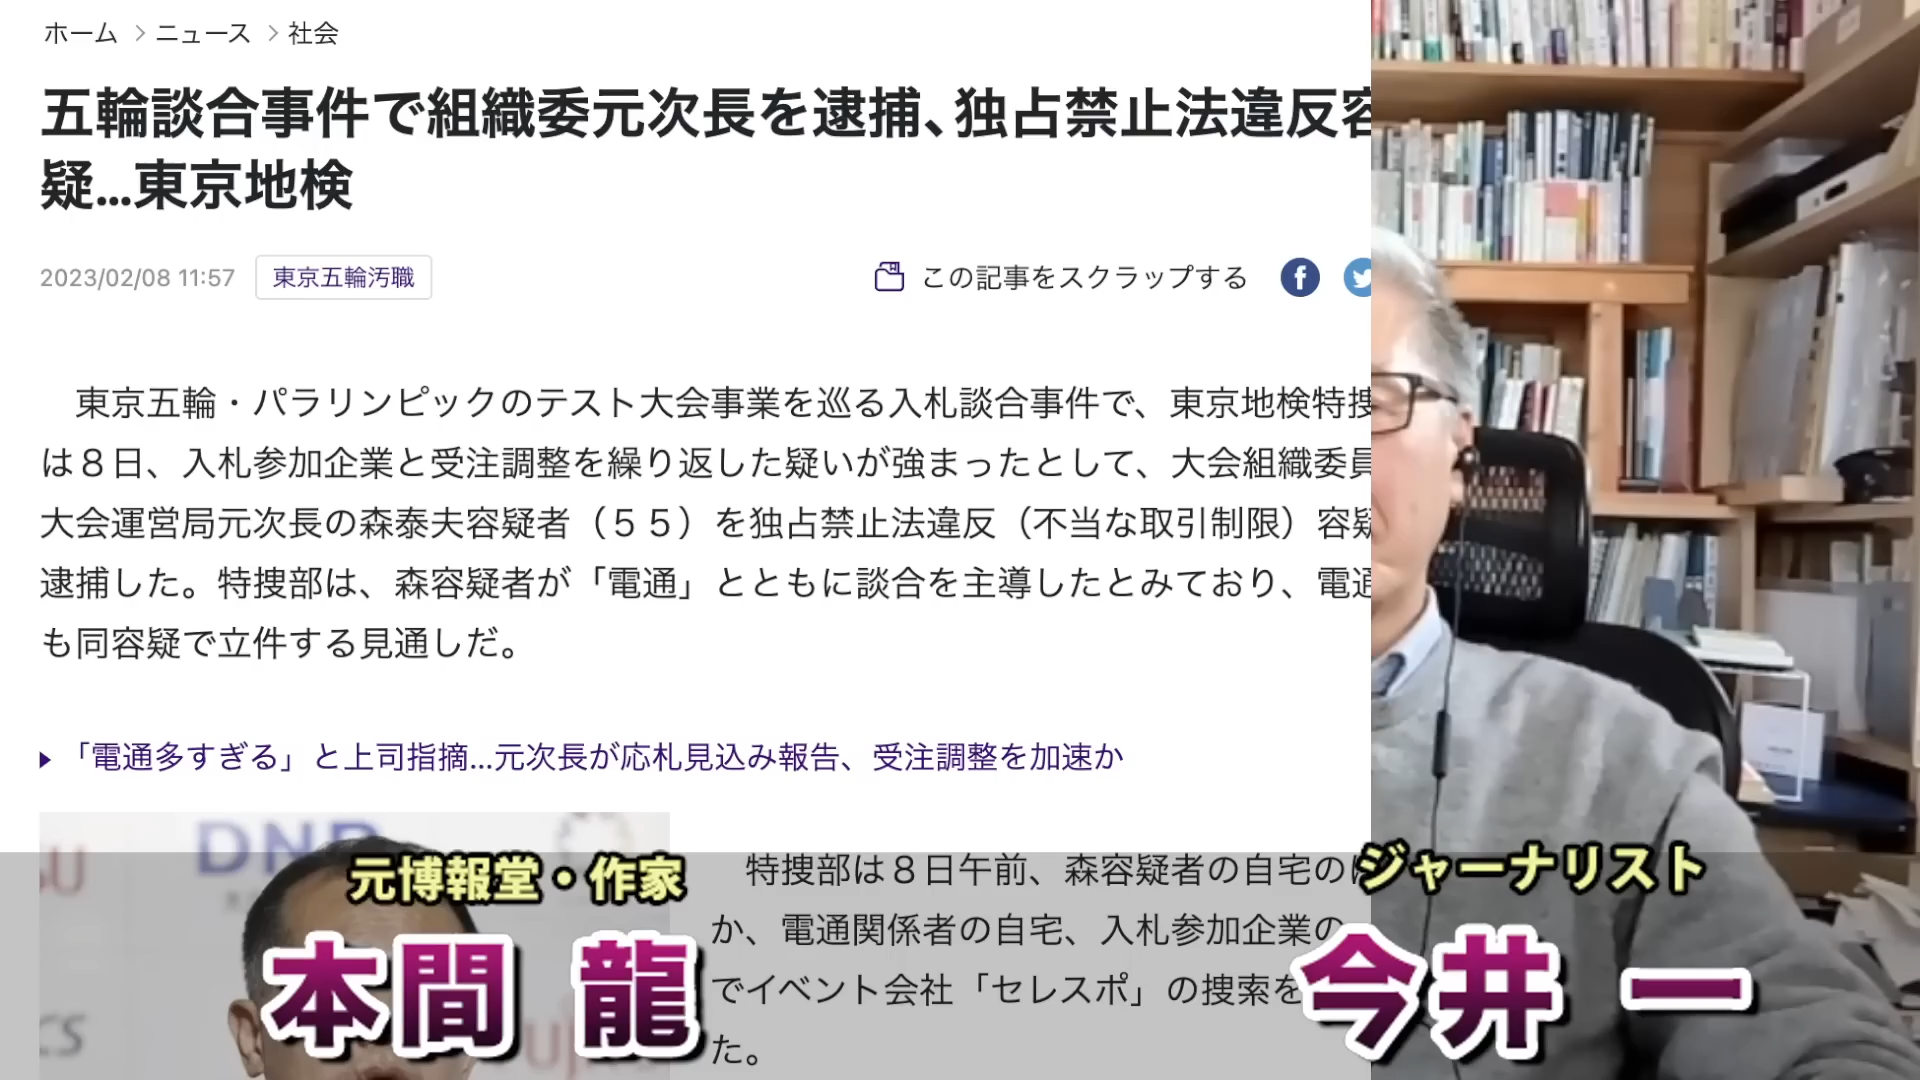 ホーム > ニュース > 社会
五輪談合事件で組織委元次長を逮捕、独占禁止法違反容
疑…東京地検
2023/02/08 11:57 東京五輪汚職
この記事をスクラップする
東京五輪・パラリンピックのテスト大会事業を巡る入札談合事件で、東京地検特捜
は８日、入札参加企業と受注調整を繰り返した疑いが強まったとして、大会組織委員
大会運営局元次長の森泰夫容疑者（５５）を独占禁止法違反（不当な取引制限）容疑
逮捕した。特捜部は、森容疑者が「電通」とともに談合を主導したとみており、電通
も同容疑で立件する見通しだ。
「電通多すぎる」と上司指摘…元次長が応札見込み報告、受注調整を加速か
DNP
特捜部は８日午前、森容疑者の自宅のほ
か、電通関係者の自宅、入札参加企業の
でイベント会社「セレスポ」の捜索を
た。
元博報堂・作家
本間 龍
ジャーナリスト
今井 一